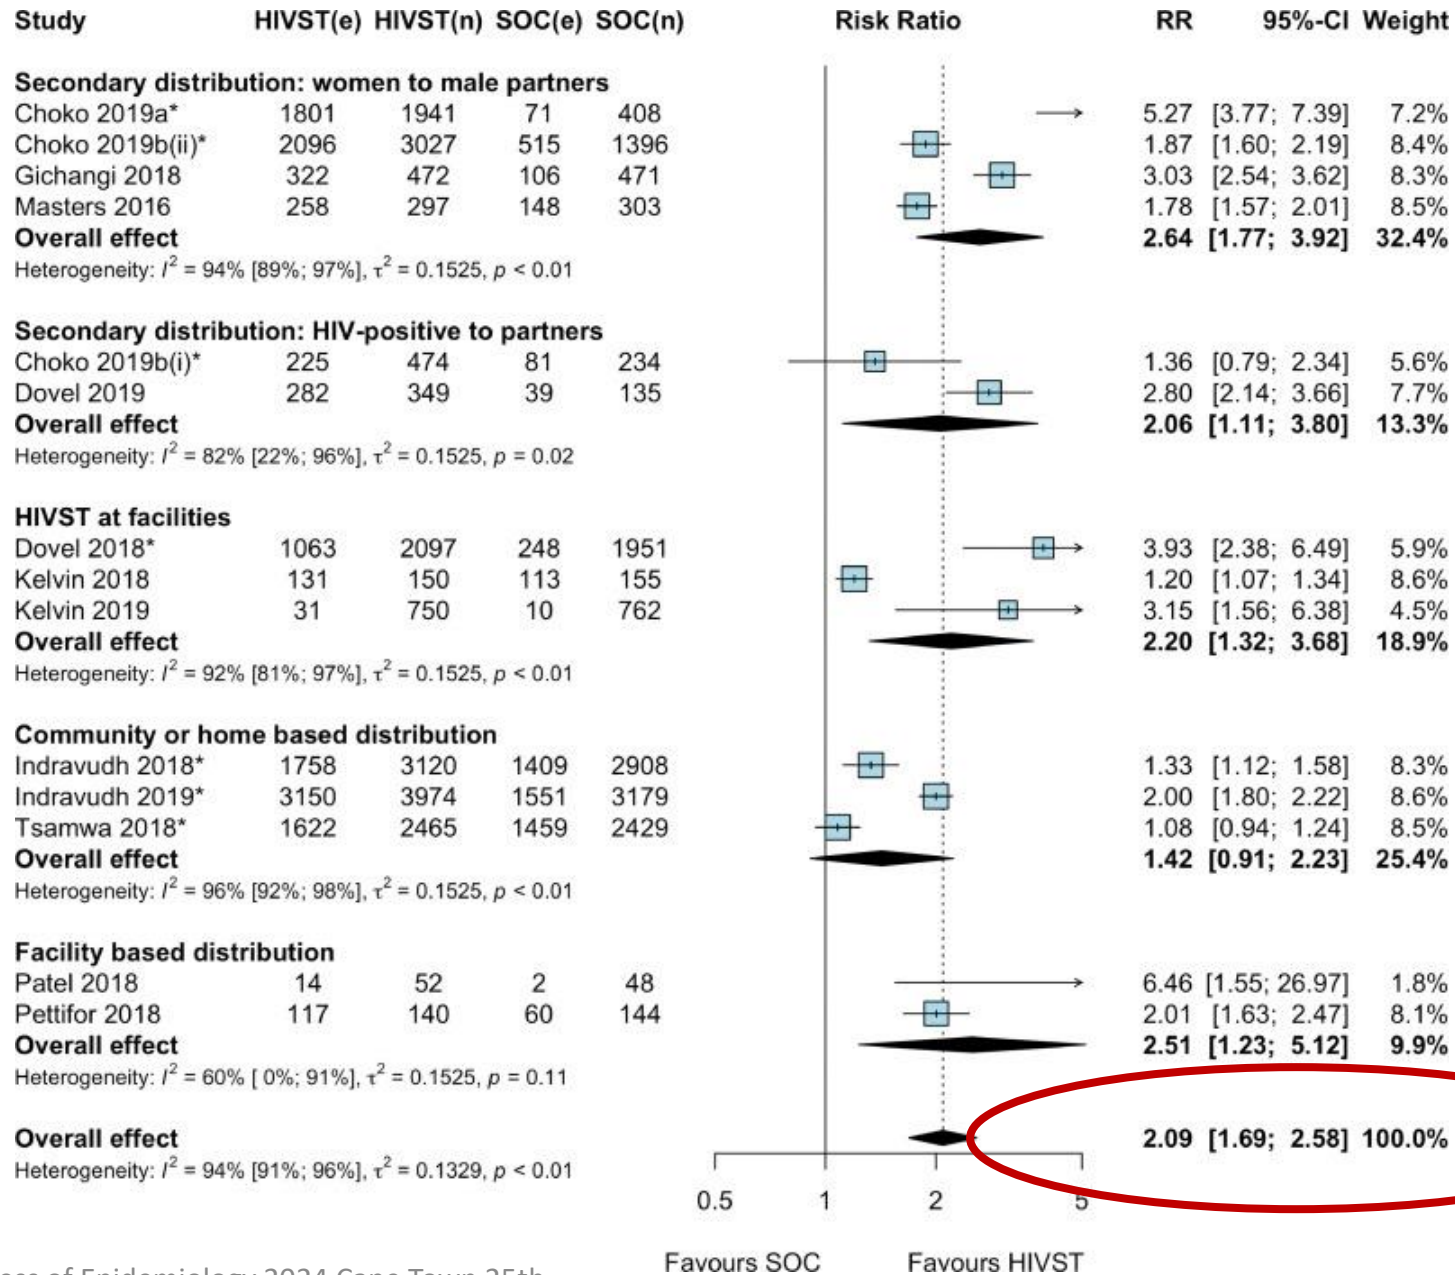 Study HIVST(e) HIVST(n) SOC(e) SOC(n) Risk Ratio RR 95%-CI Weight
Secondary distribution: women to male partners
Choko 2019a* 1801 1941 71 408 5.27 [3.77; 7.39] 7.2%
Choko 2019b(ii)* 2096 3027 515 1396 1.87 [1.60; 2.19] 8.4%
Gichangi 2018 322 472 106 471 3.03 [2.54; 3.62] 8.3%
Masters 2016 258 297 148 303 1.78 [1.57; 2.01] 8.5%
Overall effect 2.64 [1.77; 3.92] 32.4%
Heterogeneity: I² = 94% [89%; 97%], τ² = 0.1525, p < 0.01
Secondary distribution: HIV-positive to partners
Choko 2019b(i)* 225 474 81 234 1.36 [0.79; 2.34] 5.6%
Dovel 2019 282 349 39 135 2.80 [2.14; 3.66] 7.7%
Overall effect 2.06 [1.11; 3.80] 13.3%
Heterogeneity: I² = 82% [22%; 96%], τ² = 0.1525, p = 0.02
HIVST at facilities
Dovel 2018* 1063 2097 248 1951 3.93 [2.38; 6.49] 5.9%
Kelvin 2018 131 150 113 155 1.20 [1.07; 1.34] 8.6%
Kelvin 2019 31 750 10 762 3.15 [1.56; 6.38] 4.5%
Overall effect 2.20 [1.32; 3.68] 18.9%
Heterogeneity: I² = 92% [81%; 97%], τ² = 0.1525, p < 0.01
Community or home based distribution
Indravudh 2018* 1758 3120 1409 2908 1.33 [1.12; 1.58] 8.3%
Indravudh 2019* 3150 3974 1551 3179 2.00 [1.80; 2.22] 8.6%
Tsamwa 2018* 1622 2465 1459 2429 1.08 [0.94; 1.24] 8.5%
Overall effect 1.42 [0.91; 2.23] 25.4%
Heterogeneity: I² = 96% [92%; 98%], τ² = 0.1525, p < 0.01
Facility based distribution
Patel 2018 14 52 2 48 6.46 [1.55; 26.97] 1.8%
Pettifor 2018 117 140 60 144 2.01 [1.63; 2.47] 8.1%
Overall effect 2.51 [1.23; 5.12] 9.9%
Heterogeneity: I² = 60% [ 0%; 91%], τ² = 0.1525, p = 0.11
Overall effect 2.09 [1.69; 2.58] 100.0%
Heterogeneity: I² = 94% [91%; 96%], τ² = 0.1329, p < 0.01
0.5 1 2 5
Favours SOC Favours HIVST
of Epidemiology 2024 Cape Town 25th